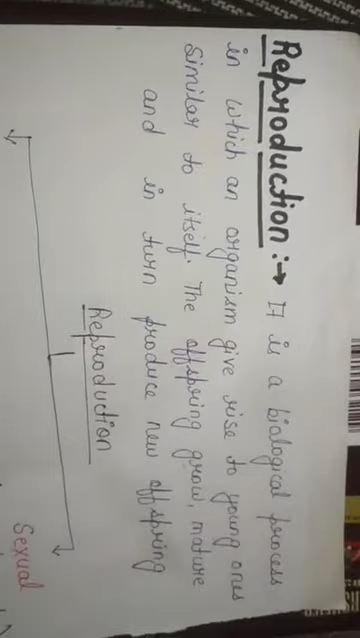 Reproduction :→ It is a biological process
in which an organism give rise to young ones
similar to itself. The offspring grow, mature
and in turn produce new offspring
Reproduction
Sexual